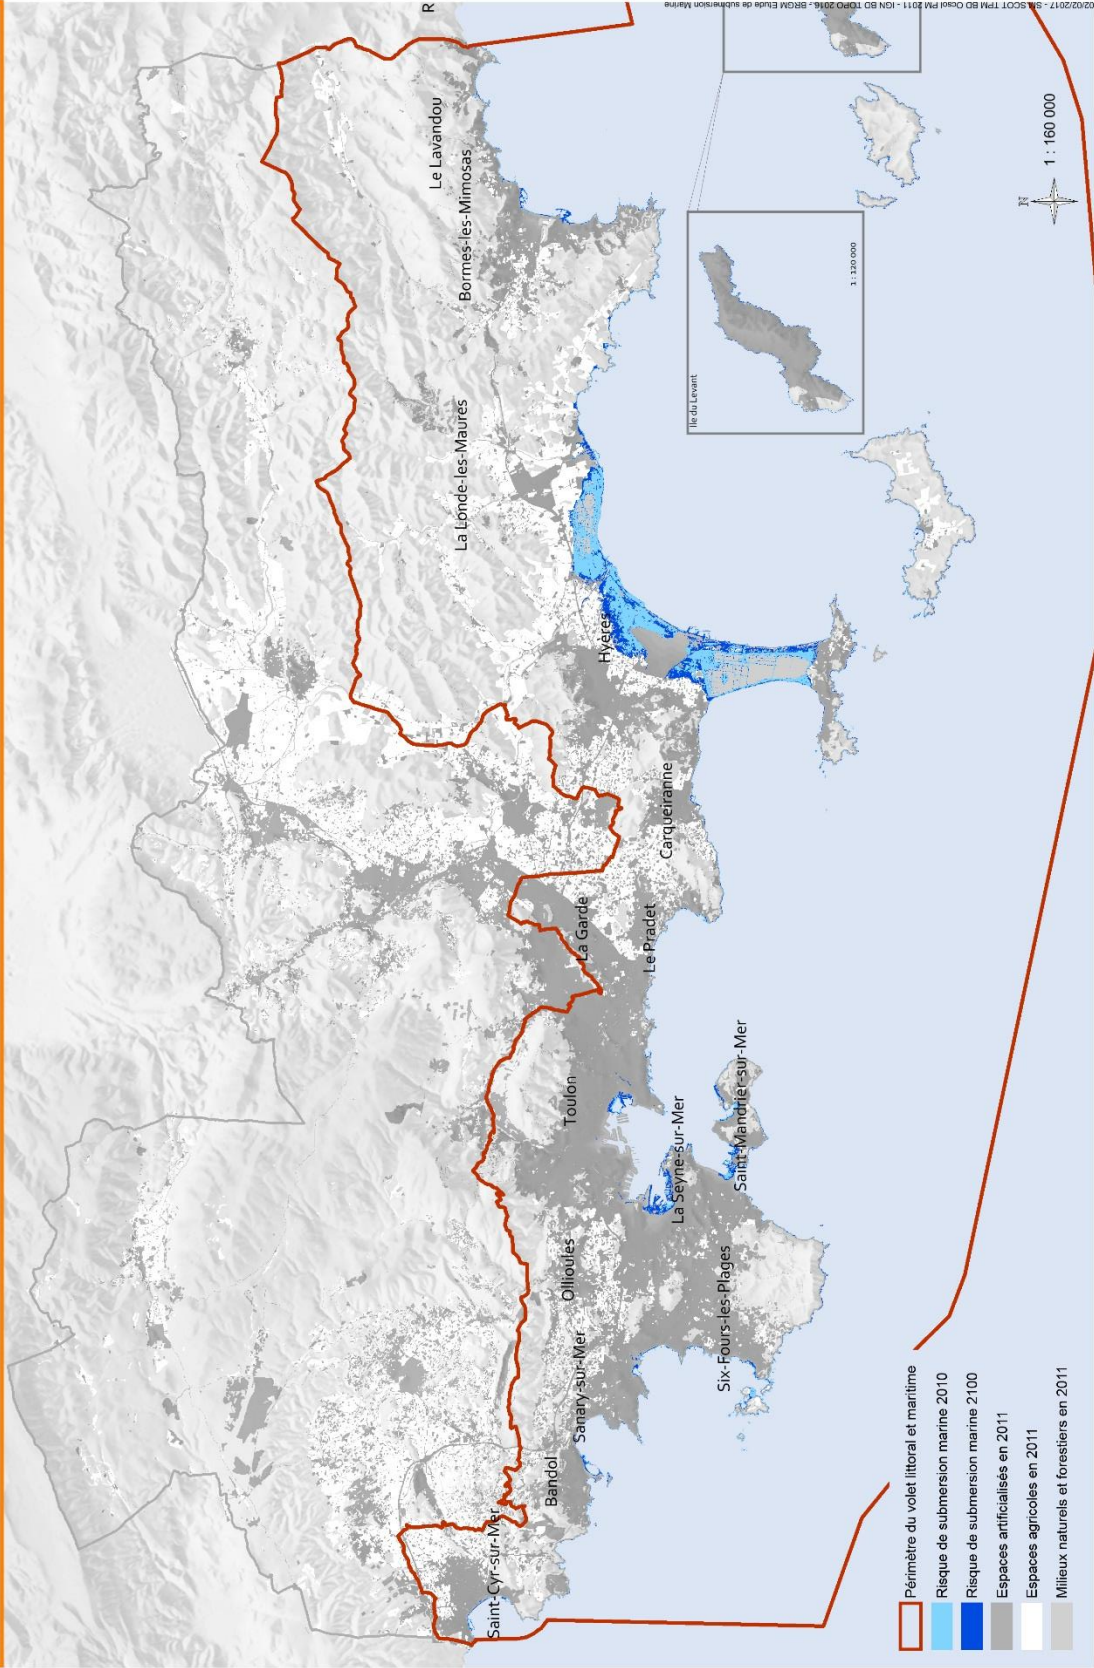 02/02/2017 - SM SCOT TPM BD Ocsol PM 2011 - IGN BD TOPO 2016 - BRGM Etude de submersion Marine
R
Le Lavandou
Bormes-les-Mimosas
La Londe-les-Maures
Hyères
Carqueiranne
La Garde
Le Pradet
Toulon
La Seyne-sur-Mer
Saint-Mandrier-sur-Mer
Ollioules
Six-Fours-les-Plages
Sanary-sur-Mer
Bandol
Saint-Cyr-sur-Mer
Ile du Levant
1 : 120 000
1 : 160 000
Périmètre du volet littoral et maritime
Risque de submersion marine 2010
Risque de submersion marine 2100
Espaces artificialisés en 2011
Espaces agricoles en 2011
Milieux naturels et forestiers en 2011